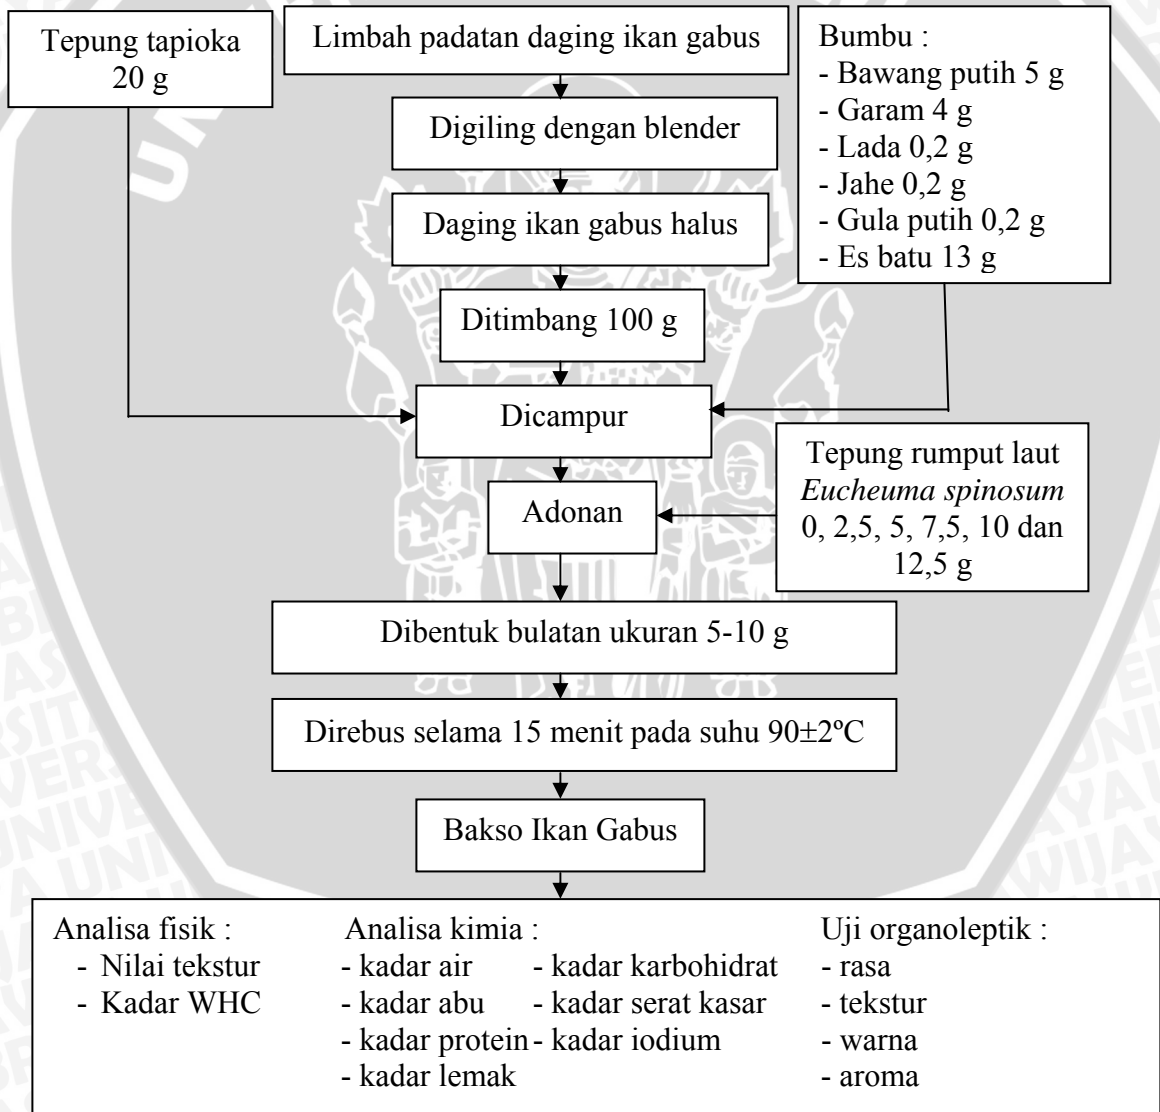 Tepung tapioka
20 g
Limbah padatan daging ikan gabus
Bumbu :
- Bawang putih 5 g
- Garam 4 g
- Lada 0,2 g
- Jahe 0,2 g
- Gula putih 0,2 g
- Es batu 13 g
Digiling dengan blender
Daging ikan gabus halus
Ditimbang 100 g
Dicampur
Tepung rumput laut
Eucheuma spinosum
0, 2,5, 5, 7,5, 10 dan
12,5 g
Adonan
Dibentuk bulatan ukuran 5-10 g
Direbus selama 15 menit pada suhu 90±2ºC
Bakso Ikan Gabus
Analisa fisik :
- Nilai tekstur
- Kadar WHC
Analisa kimia :
- kadar air
- kadar abu
- kadar protein
- kadar lemak
- kadar karbohidrat
- kadar serat kasar
- kadar iodium
Uji organoleptik :
- rasa
- tekstur
- warna
- aroma